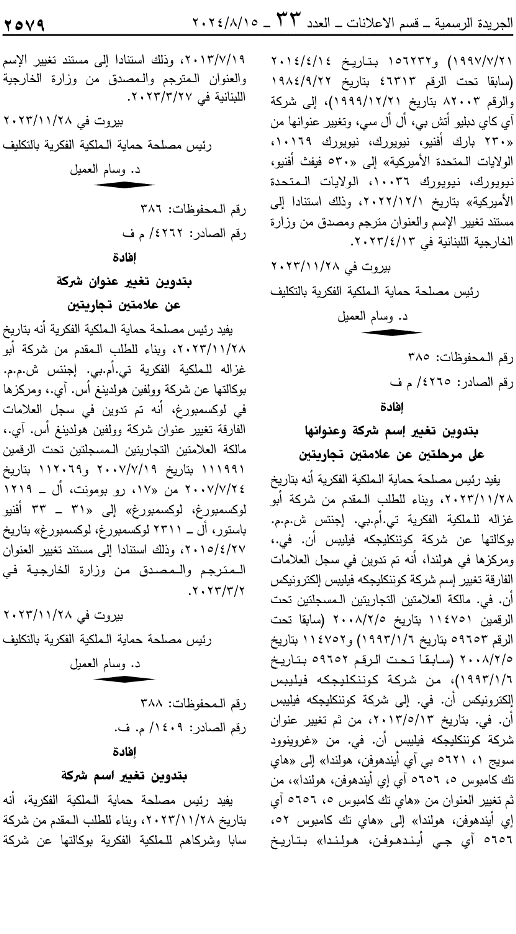 الجريدة الرسمية ــ قسم الاعلانات ــ العدد ٣٣ ــ ٢٠٢٤/٨/١٥
٢٥٧٩
١٩٩٧/٧/٢١) و١٥٦٢٣٢ بتاريخ ٢٠١٤/٤/١٤
(سابقا تحت الرقم ٤٦٣١٣ بتاريخ ١٩٨٤/٩/٢٢
والرقم ٨٢٠٠٣ بتاريخ ١٩٩٩/١٢/٢١)، إلى شركة
آي كاي دبليو أتش بي، أل أل سي، وتغيير عنوانها من
«٢٣٠ بارك أفنيو، نيويورك، نيويورك ١٠١٦٩،
الولايات المتحدة الأميركية» إلى «٥٣٠ فيفث أفنيو،
نيويورك، نيويورك ١٠٠٣٦، الولايات المتحدة
الأميركية» بتاريخ ٢٠٢٢/١٢/١، وذلك استنادا إلى
مستند تغيير الإسم والعنوان مترجم ومصدق من وزارة
الخارجية اللبنانية في ٢٠٢٣/٤/١٣.
بيروت في ٢٠٢٣/١١/٢٨
رئيس مصلحة حماية الملكية الفكرية بالتكليف
د. وسام العميل
رقم المحفوظات: ٣٨٥
رقم الصادر: ٤٢٦٥/ م ف
إفادة
بتدوين تغيير إسم شركة وعنوانها
على مرحلتين عن علامتين تجاريتين
يفيد رئيس مصلحة حماية الملكية الفكرية أنه بتاريخ
٢٠٢٣/١١/٢٨، وبناء للطلب المقدم من شركة أبو
غزاله للملكية الفكرية تي.أم.بي. إجنتس ش.م.م.
بوكالتها عن شركة كوننكليجكه فيليبس أن. في.،
ومركزها في هولندا، أنه تم تدوين في سجل العلامات
الفارقة تغيير إسم شركة كوننكليجكه فيليبس إلكترونيكس
أن. في. مالكة العلامتين التجاريتين المسجلتين تحت
الرقمين ١١٤٧٥١ بتاريخ ٢٠٠٨/٢/٥ (سابقا تحت
الرقم ٥٩٦٥٣ بتاريخ ١٩٩٣/١/٦) و١١٤٧٥٢ بتاريخ
٢٠٠٨/٢/٥ (سابقا تحت الرقم ٥٩٦٥٢ بتاريخ
١٩٩٣/١/٦)، من شركة كوننكليجكه فيليبس
إلكترونيكس أن. في. إلى شركة كوننكليجكه فيليبس
أن. في. بتاريخ ٢٠١٣/٥/١٣، من ثم تغيير عنوان
شركة كوننكليجكه فيليبس أن. في. من «غروينوود
سويج ١، ٥٦٢١ بي آي أيندهوفن، هولندا» إلى «هاي
تك كامبوس ٥، ٥٦٥٦ آي إي أيندهوفن، هولندا»، من
ثم تغيير العنوان من «هاي تك كامبوس ٥، ٥٦٥٦ آي
إي أيندهوفن، هولندا» إلى «هاي تك كامبوس ٥٢،
٥٦٥٦ آي جي أيندهوفن، هولندا» بتاريخ
٢٠١٣/٧/١٩، وذلك استنادا إلى مستند تغيير الإسم
والعنوان المترجم والمصدق من وزارة الخارجية
اللبنانية في ٢٠٢٣/٣/٢٧.
بيروت في ٢٠٢٣/١١/٢٨
رئيس مصلحة حماية الملكية الفكرية بالتكليف
د. وسام العميل
رقم المحفوظات: ٣٨٦
رقم الصادر: ٤٢٦٢/ م ف
إفادة
بتدوين تغيير عنوان شركة
عن علامتين تجاريتين
يفيد رئيس مصلحة حماية الملكية الفكرية أنه بتاريخ
٢٠٢٣/١١/٢٨، وبناء للطلب المقدم من شركة أبو
غزاله للملكية الفكرية تي.أم.بي. إجنتس ش.م.م.
بوكالتها عن شركة وولفين هولدينغ أس. آي.، ومركزها
في لوكسمبورغ، أنه تم تدوين في سجل العلامات
الفارقة تغيير عنوان شركة وولفين هولدينغ أس. آي.،
مالكة العلامتين التجاريتين المسجلتين تحت الرقمين
١١١٩٩١ بتاريخ ٢٠٠٧/٧/١٩ و١١٢٠٦٩ بتاريخ
٢٠٠٧/٧/٢٤ من «١٧، رو بومونت، أل ــ ١٢١٩
لوكسمبورغ، لوكسمبورغ» إلى «٣١ ــ ٣٣ أفنيو
باستور، أل ــ ٢٣١١ لوكسمبورغ، لوكسمبورغ» بتاريخ
٢٠١٥/٤/٢٧، وذلك استنادا إلى مستند تغيير العنوان
المترجم والمصدق من وزارة الخارجية في
٢٠٢٣/٣/٢.
بيروت في ٢٠٢٣/١١/٢٨
رئيس مصلحة حماية الملكية الفكرية بالتكليف
د. وسام العميل
رقم المحفوظات: ٣٨٨
رقم الصادر: ١٤٠٩/ م. ف.
إفادة
بتدوين تغيير اسم شركة
يفيد رئيس مصلحة حماية الملكية الفكرية، أنه
بتاريخ ٢٠٢٣/١١/٢٨، وبناء للطلب المقدم من شركة
سابا وشركاهم للملكية الفكرية بوكالتها عن شركة